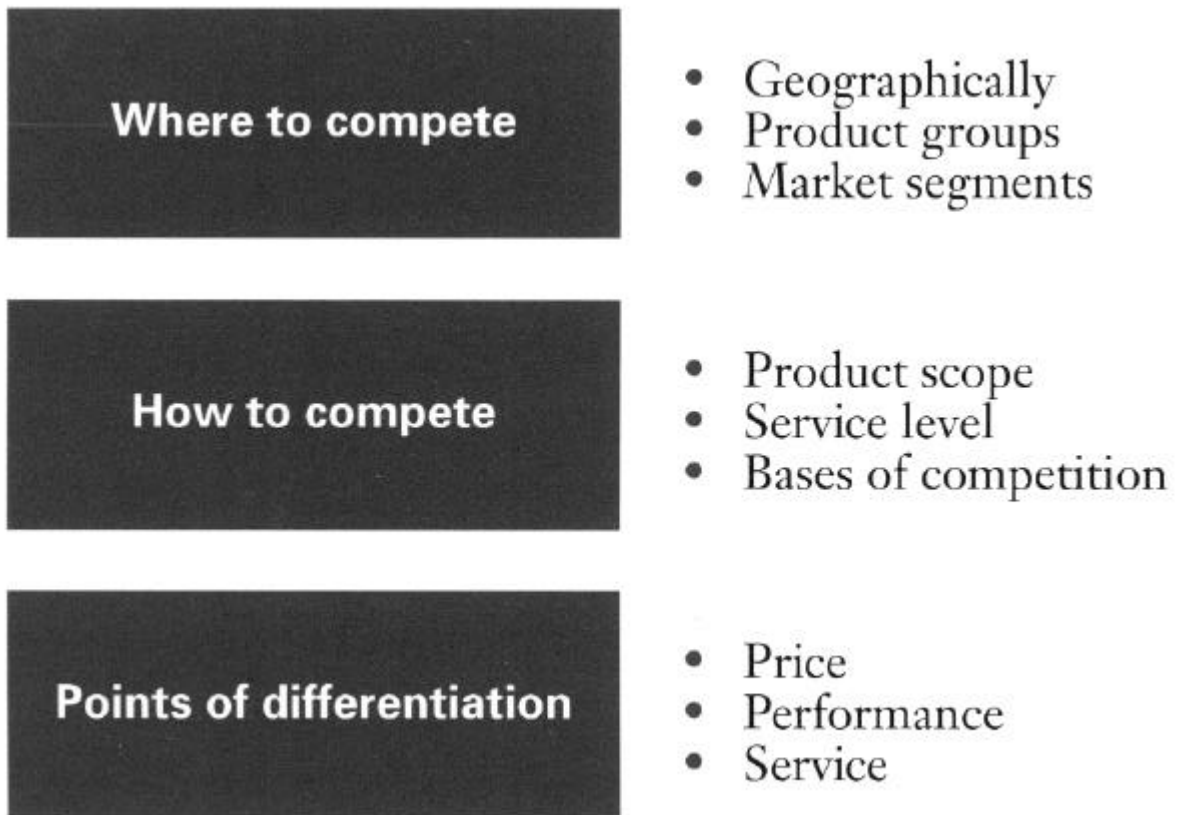 Where to compete
• Geographically
• Product groups
• Market segments
How to compete
• Product scope
• Service level
• Bases of competition
Points of differentiation
• Price
• Performance
• Service